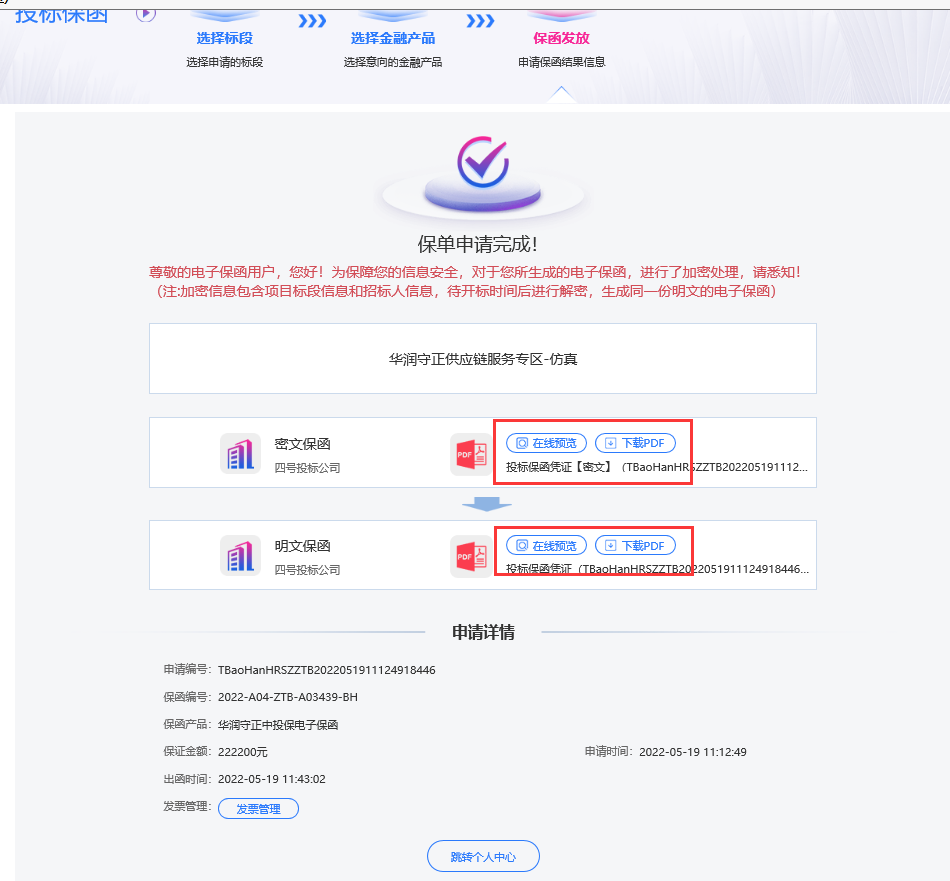 投标保函
选择标段
选择金融产品
保函发放
选择申请的标段
选择意向的金融产品
申请保函结果信息
保单申请完成!
尊敬的电子保函用户，您好！为保障您的信息安全，对于您所生成的电子保函，进行了加密处理，请悉知！
（注:加密信息包含项目标段信息和招标人信息，待开标时间后进行解密，生成同一份明文的电子保函）
华润守正供应链服务专区-仿真
密文保函
四号投标公司
PDF
在线预览
下载PDF
投标保函凭证【密文】（TBaoHanHRSZZTB202205191112...
明文保函
四号投标公司
PDF
在线预览
下载PDF
投标保函凭证（TBaoHanHRSZZTB2022051911124918446...
申请详情
申请编号：TBaoHanHRSZZTB2022051911124918446
保函编号：2022-A04-ZTB-A03439-BH
保函产品：华润守正中投保电子保函
保证金额：222200元
申请时间：2022-05-19 11:12:49
出函时间：2022-05-19 11:43:02
发票管理：发票管理
跳转个人中心